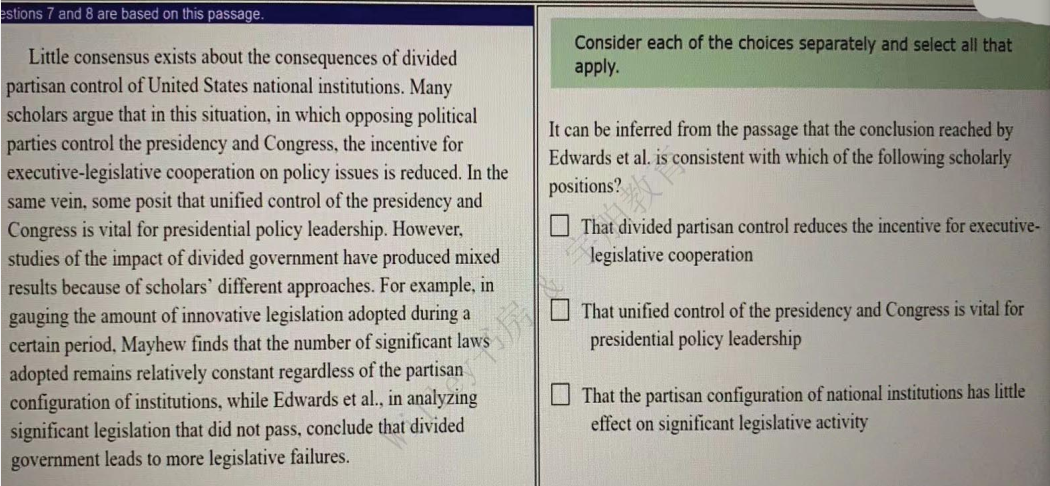 estions 7 and 8 are based on this passage.
Little consensus exists about the consequences of divided
partisan control of United States national institutions. Many
scholars argue that in this situation, in which opposing political
parties control the presidency and Congress, the incentive for
executive-legislative cooperation on policy issues is reduced. In the
same vein, some posit that unified control of the presidency and
Congress is vital for presidential policy leadership. However,
studies of the impact of divided government have produced mixed
results because of scholars' different approaches. For example, in
gauging the amount of innovative legislation adopted during a
certain period, Mayhew finds that the number of significant laws
adopted remains relatively constant regardless of the partisan
configuration of institutions, while Edwards et al., in analyzing
significant legislation that did not pass, conclude that divided
government leads to more legislative failures.
Consider each of the choices separately and select all that
apply.
It can be inferred from the passage that the conclusion reached by
Edwards et al. is consistent with which of the following scholarly
positions?
That divided partisan control reduces the incentive for executive-
legislative cooperation
That unified control of the presidency and Congress is vital for
presidential policy leadership
That the partisan configuration of national institutions has little
effect on significant legislative activity